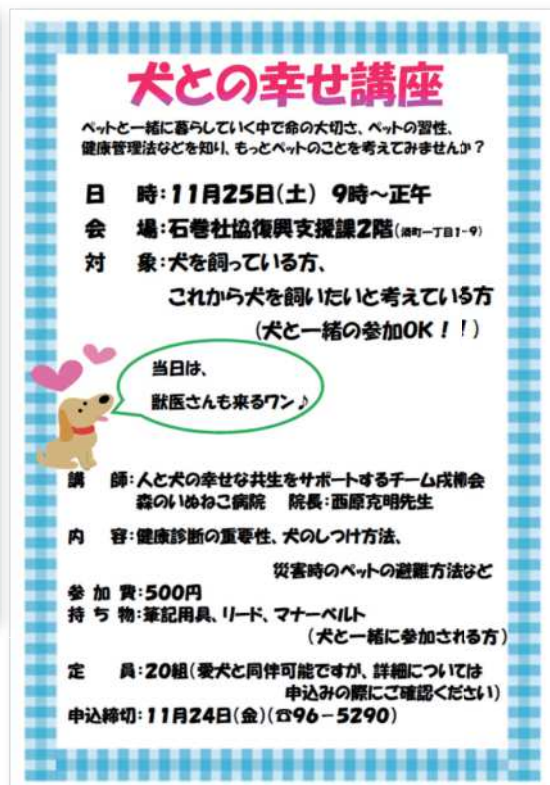 犬との幸せ講座
ペットと一緒に暮らしていく中で命の大切さ、ペットの習性、
健康管理法などを知り、もっとペットのことを考えてみませんか？
日　時：11月25日（土）　9時～正午
会　場：石巻社協復興支援課2階（湊町一丁目1-9）
対　象：犬を飼っている方、
これから犬を飼いたいと考えている方
（犬と一緒の参加OK！！）
当日は、
獣医さんも来るワン♪
講　師：人と犬の幸せな共生をサポートするチーム戌柳会
森のいぬねこ病院　院長：西原克明先生
内　容：健康診断の重要性、犬のしつけ方法、
災害時のペットの避難方法など
参加費：500円
持ち物：筆記用具、リード、マナーベルト
（犬と一緒に参加される方）
定　員：20組（愛犬と同伴可能ですが、詳細については
申込みの際にご確認ください）
申込締切：11月24日（金）（☎96－5290）